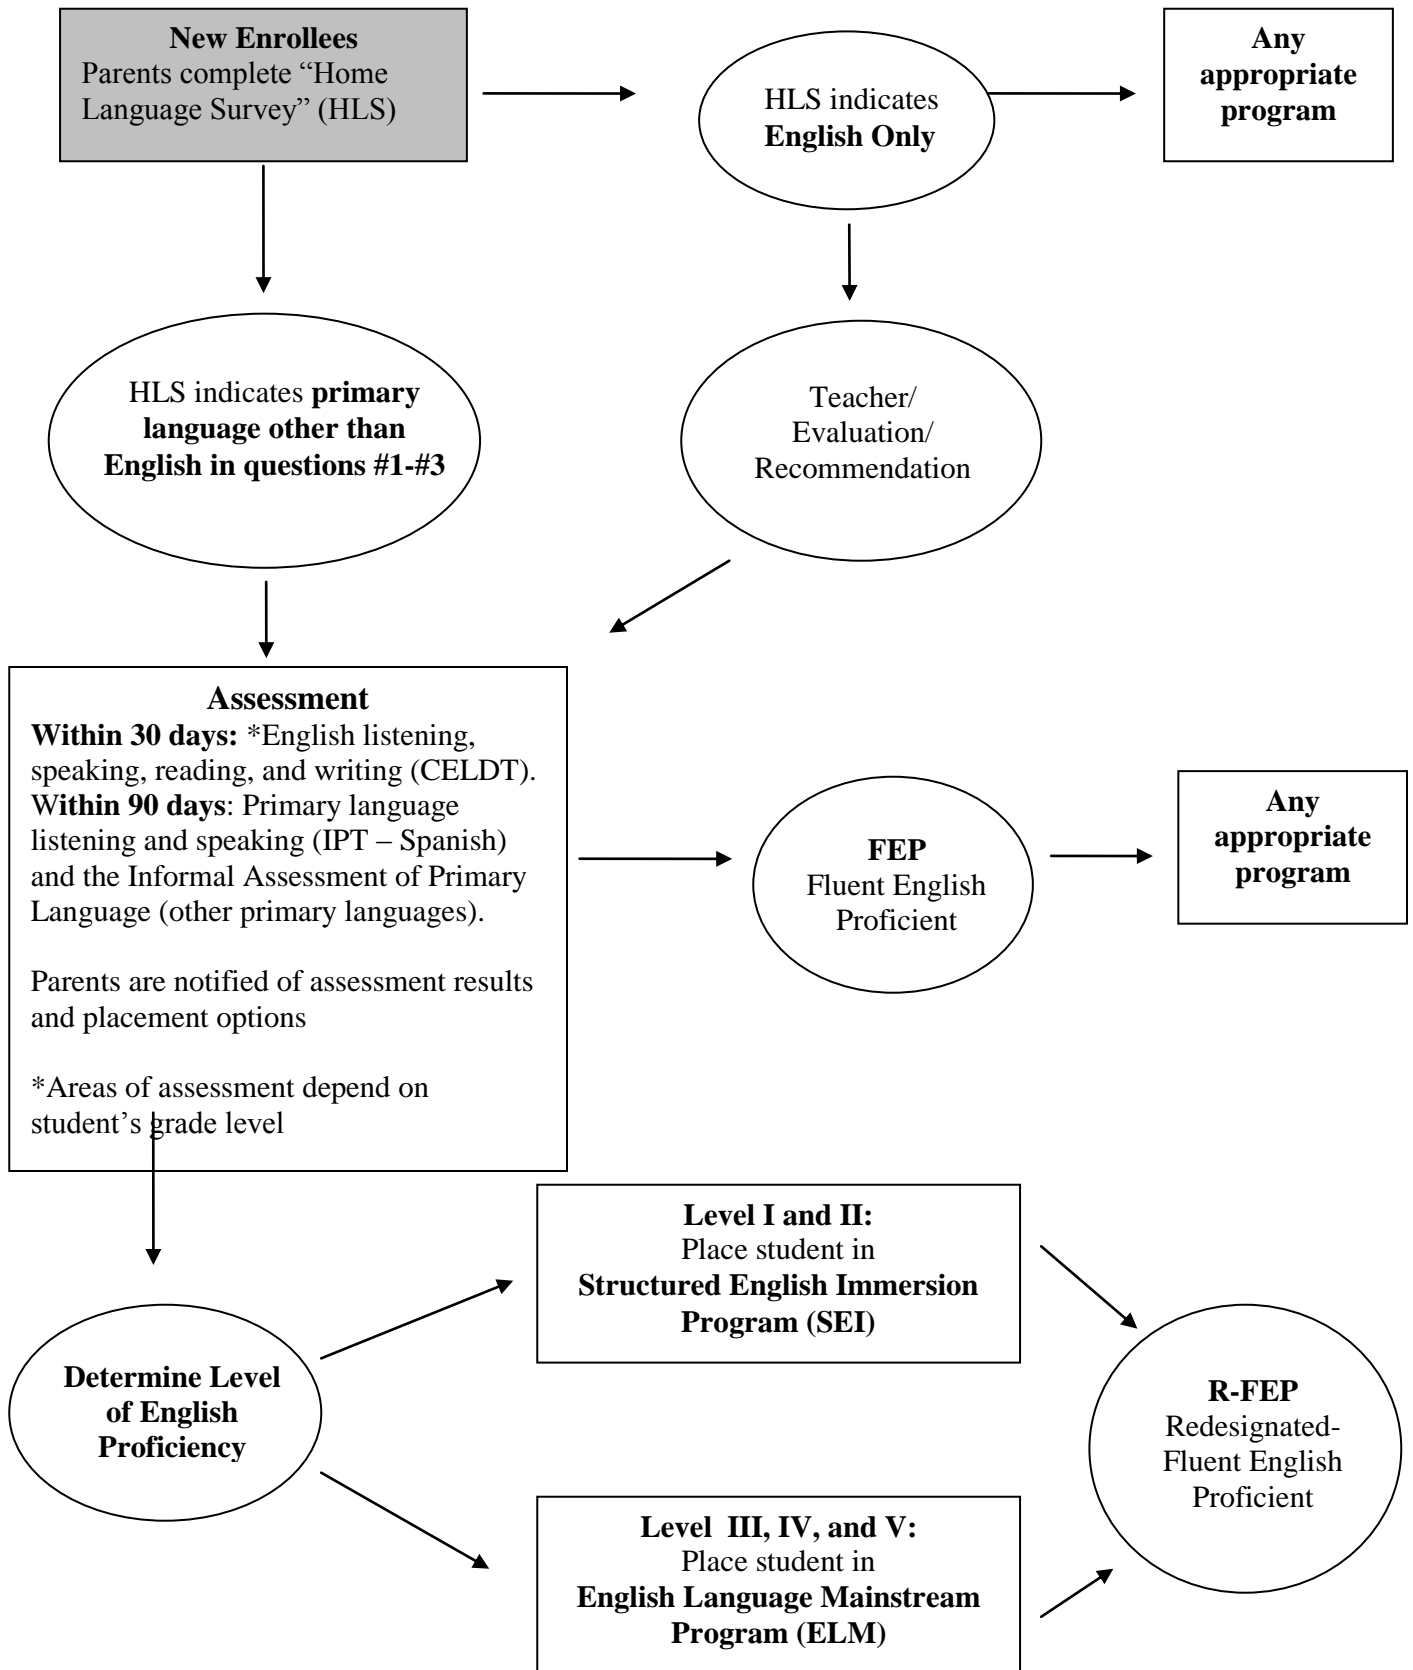 New Enrollees
Parents complete “Home
Language Survey” (HLS)
HLS indicates
English Only
Any
appropriate
program
HLS indicates primary
language other than
English in questions #1-#3
Teacher/
Evaluation/
Recommendation
Assessment
Within 30 days: *English listening,
speaking, reading, and writing (CELDT).
Within 90 days: Primary language
listening and speaking (IPT – Spanish)
and the Informal Assessment of Primary
Language (other primary languages).
Parents are notified of assessment results
and placement options
*Areas of assessment depend on
student’s grade level
FEP
Fluent English
Proficient
Any
appropriate
program
Determine Level
of English
Proficiency
Level I and II:
Place student in
Structured English Immersion
Program (SEI)
Level  III, IV, and V:
Place student in
English Language Mainstream
Program (ELM)
R-FEP
Redesignated-
Fluent English
Proficient